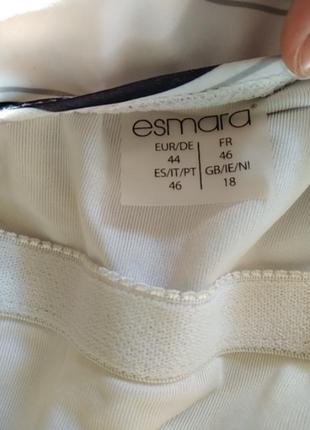 esmara®
EUR/DE FR
44 46
ES/IT/PT GB/IE/NI
46 18